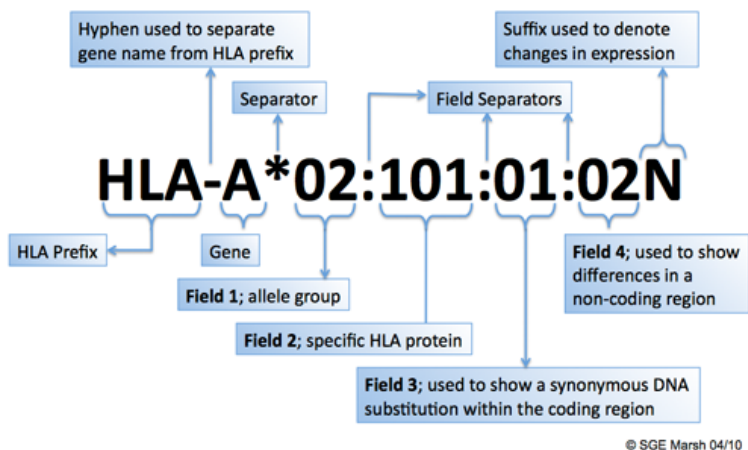 Hyphen used to separate
gene name from HLA prefix
Suffix used to denote
changes in expression
Separator
Field Separators
HLA-A*02:101:01:02N
HLA Prefix
Gene
Field 1; allele group
Field 2; specific HLA protein
Field 3; used to show a synonymous DNA
substitution within the coding region
Field 4; used to show
differences in a
non-coding region
© SGE Marsh 04/10